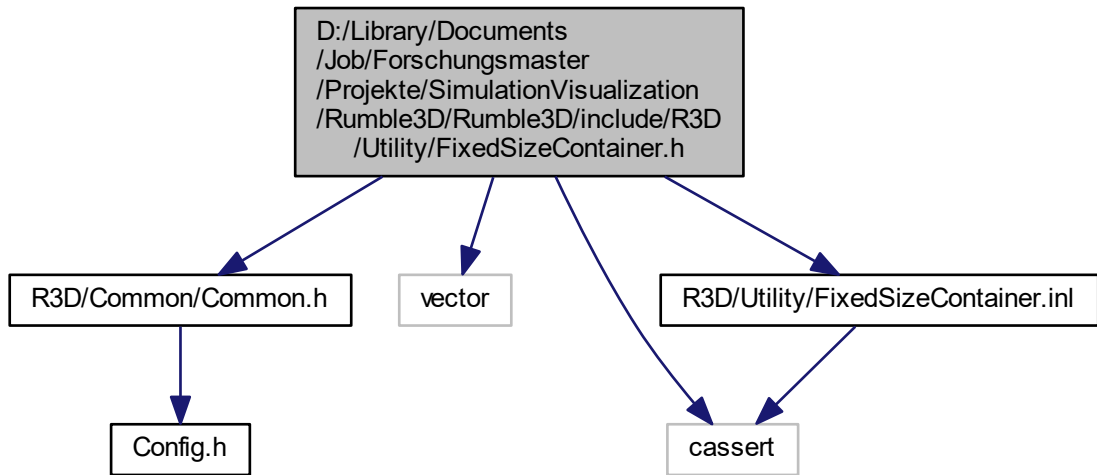 D:/Library/Documents
/Job/Forschungsmaster
/Projekte/SimulationVisualization
/Rumble3D/Rumble3D/include/R3D
/Utility/FixedSizeContainer.h
R3D/Common/Common.h
vector
R3D/Utility/FixedSizeContainer.inl
Config.h
cassert